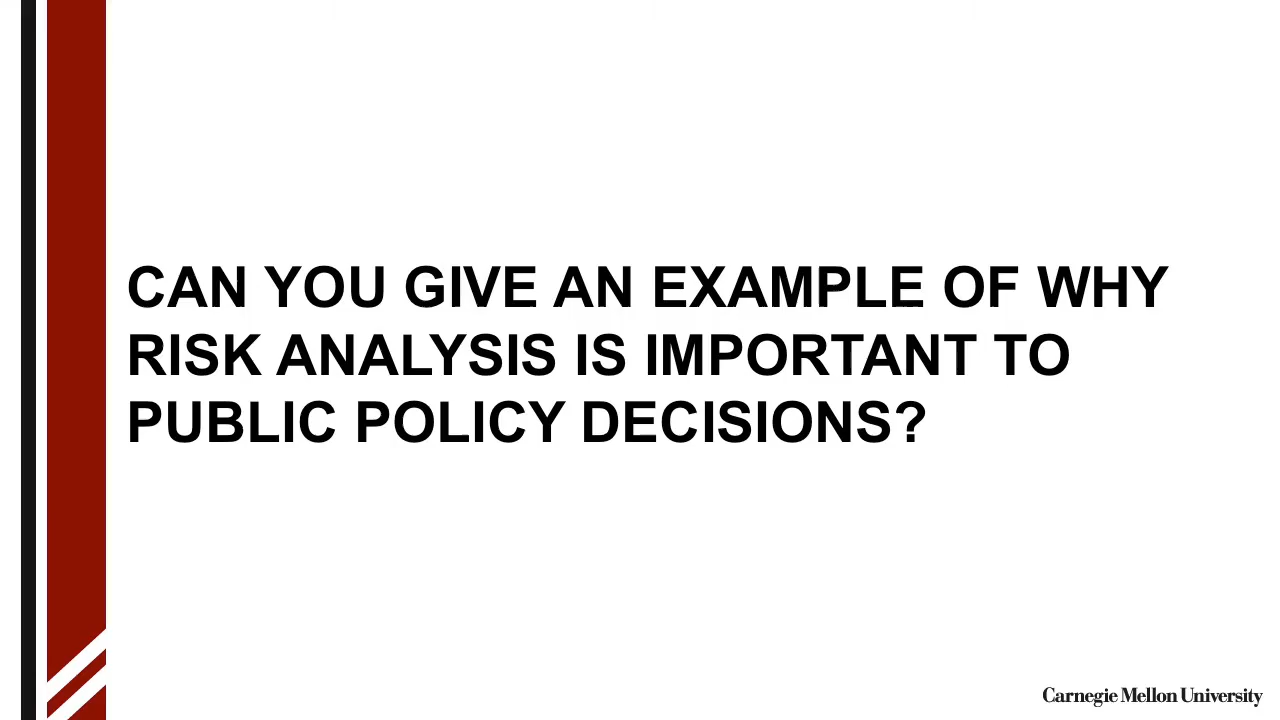 CAN YOU GIVE AN EXAMPLE OF WHY
RISK ANALYSIS IS IMPORTANT TO
PUBLIC POLICY DECISIONS?
Carnegie Mellon University